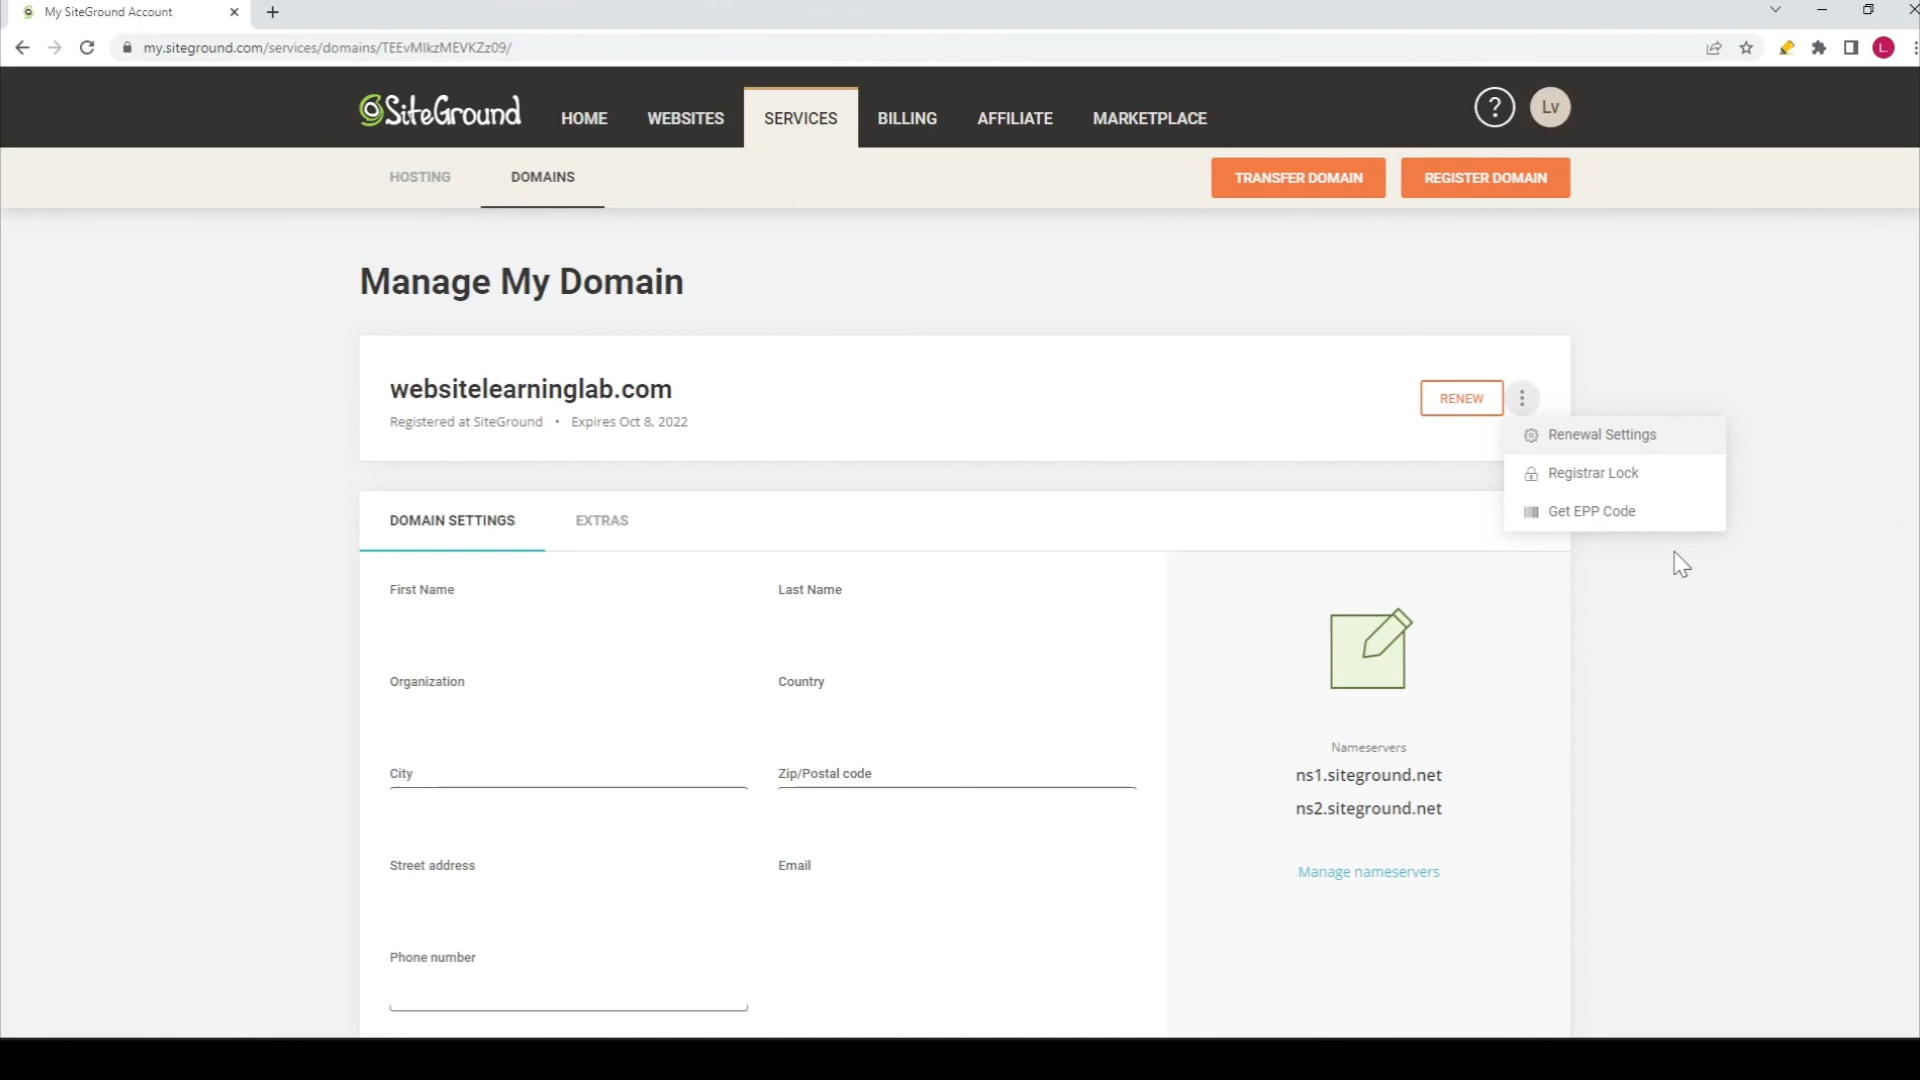 My SiteGround Account
my.siteground.com/services/domains/TEEvMlkzMEVKZz09/
L
SiteGround
HOME
WEBSITES
SERVICES
BILLING
AFFILIATE
MARKETPLACE
?
Lv
HOSTING
DOMAINS
TRANSFER DOMAIN
REGISTER DOMAIN
Manage My Domain
websitelearninglab.com
Registered at SiteGround • Expires Oct 8, 2022
RENEW
Renewal Settings
Registrar Lock
Get EPP Code
DOMAIN SETTINGS
EXTRAS
First Name
Last Name
Organization
Country
City
Zip/Postal code
Street address
Email
Phone number
Nameservers
ns1.siteground.net
ns2.siteground.net
Manage nameservers